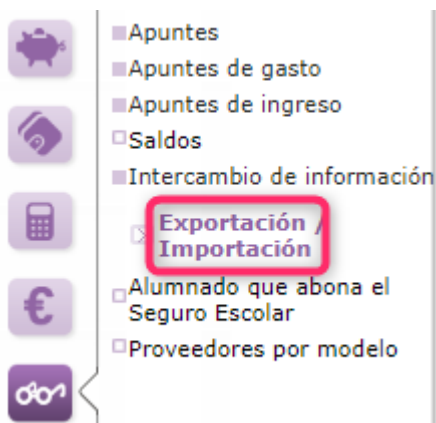 Apuntes
Apuntes de gasto
Apuntes de ingreso
Saldos
Intercambio de información
Exportación /
Importación
Alumnado que abona el
Seguro Escolar
Proveedores por modelo
€